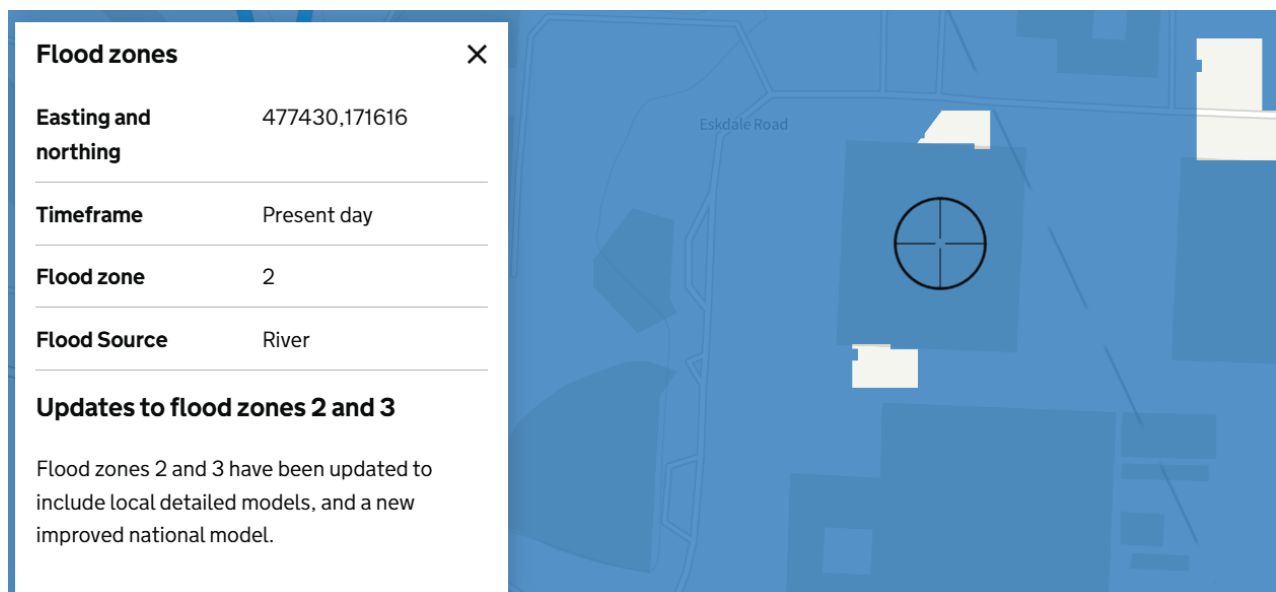 Flood zones
Easting and 477430,171616
northing
Timeframe Present day
Flood zone 2
Flood Source River
Updates to flood zones 2 and 3
Flood zones 2 and 3 have been updated to
include local detailed models, and a new
improved national model.
Eskdale Road